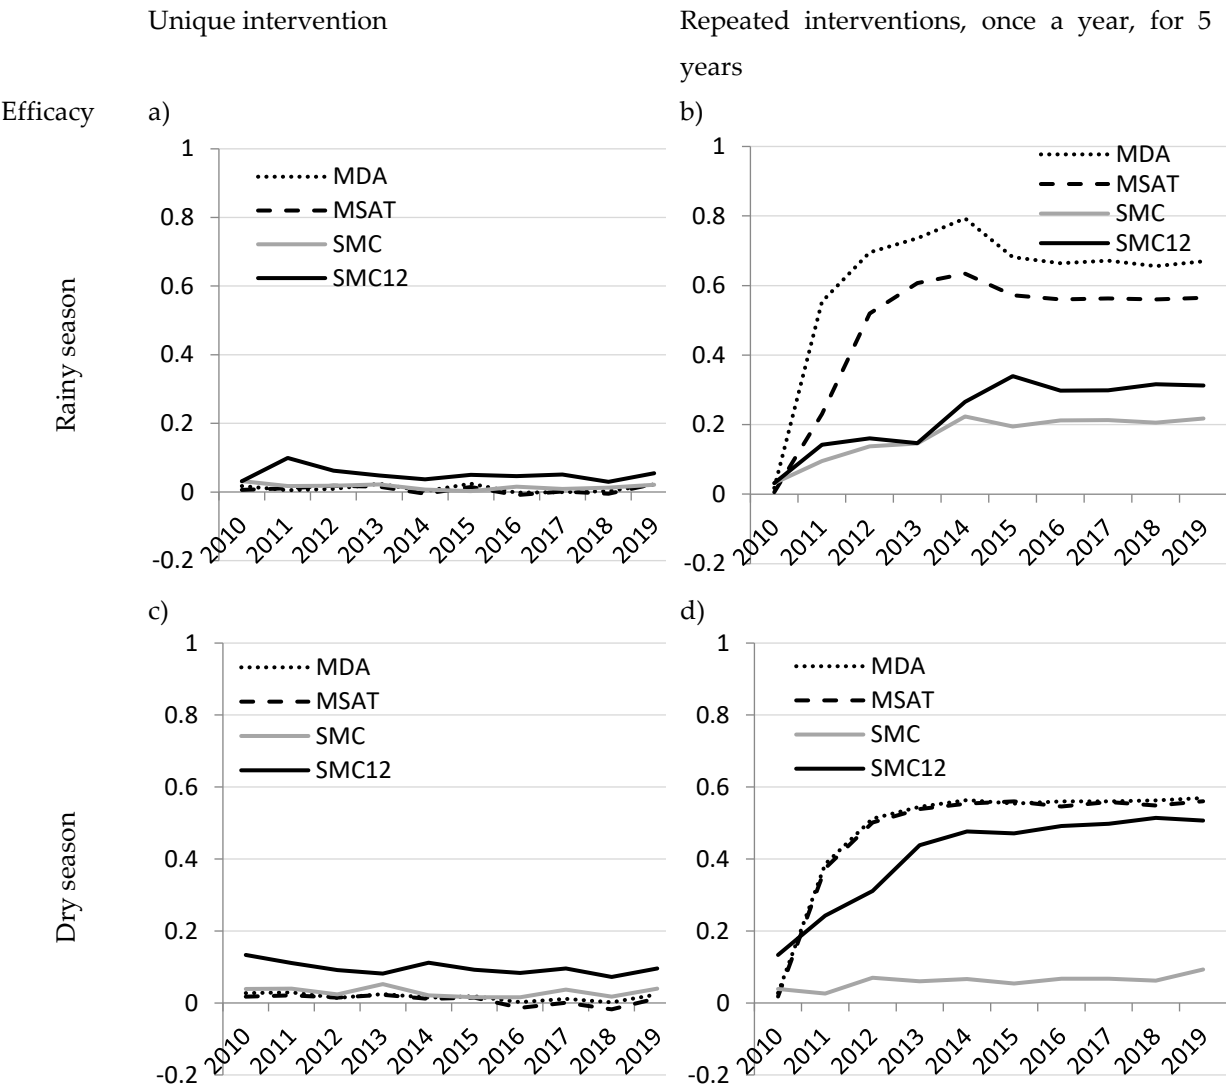 Unique intervention
Repeated interventions, once a year, for 5
years
Efficacy
a)
b)
Rainy season
1
0.8
0.6
0.4
0.2
0
-0.2
MDA
MSAT
SMC
SMC12
2010 2011 2012 2013 2014 2015 2016 2017 2018 2019
1
0.8
0.6
0.4
0.2
0
-0.2
MDA
MSAT
SMC
SMC12
2010 2011 2012 2013 2014 2015 2016 2017 2018 2019
c)
d)
Dry season
1
0.8
0.6
0.4
0.2
0
-0.2
MDA
MSAT
SMC
SMC12
2010 2011 2012 2013 2014 2015 2016 2017 2018 2019
1
0.8
0.6
0.4
0.2
0
-0.2
MDA
MSAT
SMC
SMC12
2010 2011 2012 2013 2014 2015 2016 2017 2018 2019